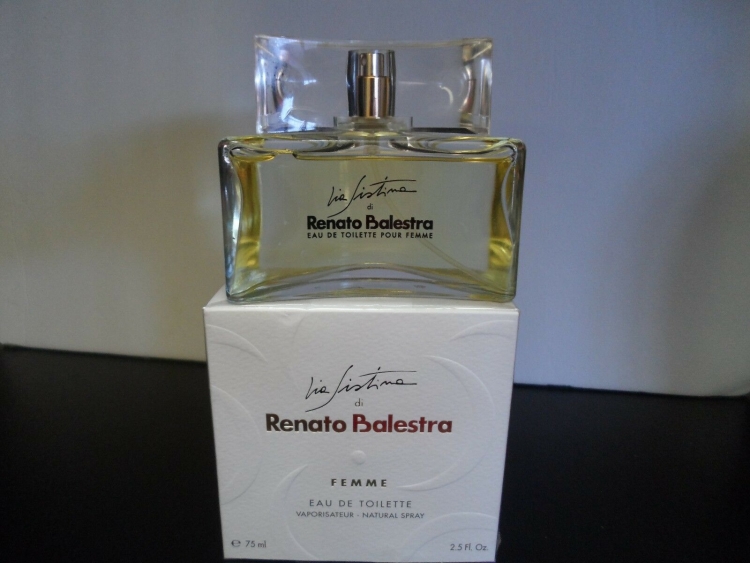 Via Sistina
di
Renato Balestra
EAU DE TOILETTE POUR FEMME
Via Sistina
di
Renato Balestra
FEMME
EAU DE TOILETTE
VAPORISATEUR - NATURAL SPRAY
℮ 75 ml
2.5 Fl. Oz.